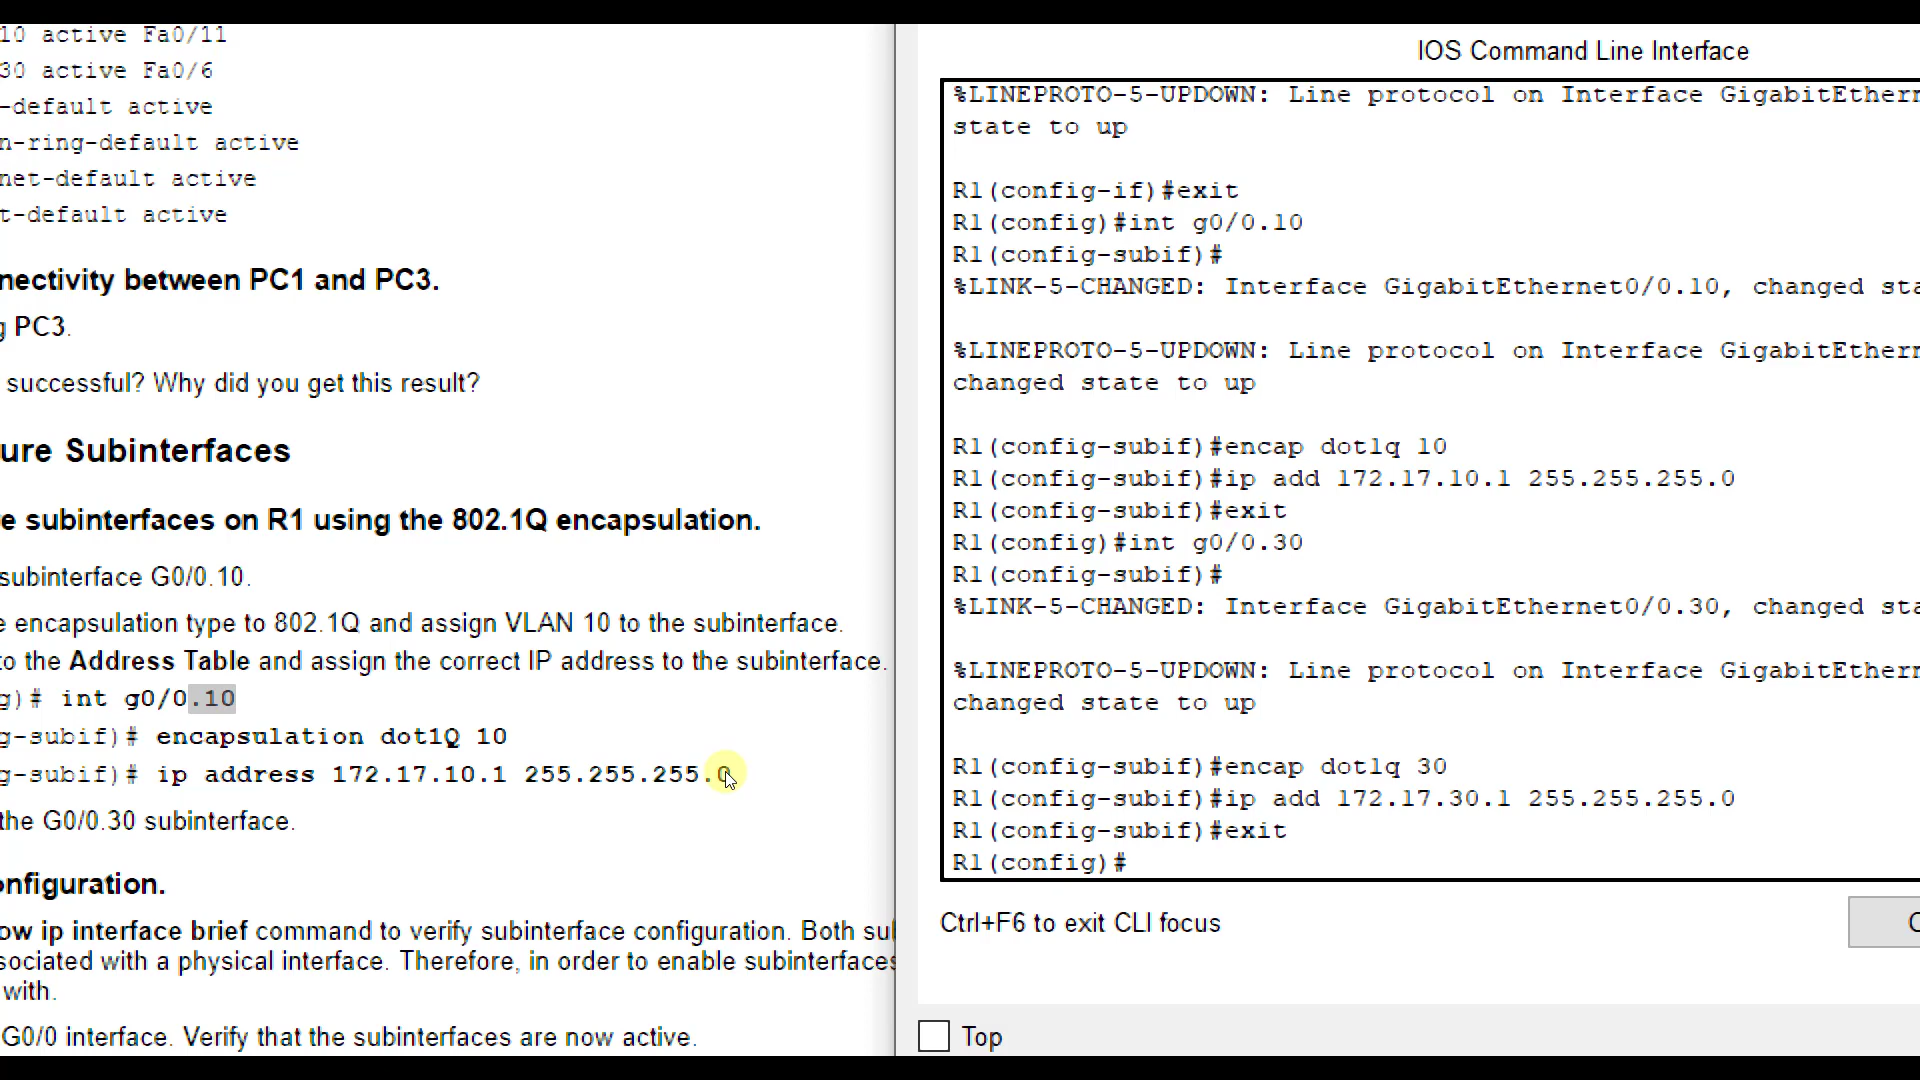 10 active Fa0/11
30 active Fa0/6
-default active
n-ring-default active
net-default active
t-default active
nectivity between PC1 and PC3.
g PC3.
successful? Why did you get this result?
ure Subinterfaces
e subinterfaces on R1 using the 802.1Q encapsulation.
subinterface G0/0.10.
e encapsulation type to 802.1Q and assign VLAN 10 to the subinterface.
to the Address Table and assign the correct IP address to the subinterface.
g)# int g0/0.10
g-subif)# encapsulation dot1Q 10
g-subif)# ip address 172.17.10.1 255.255.255.0
the G0/0.30 subinterface.
onfiguration.
ow ip interface brief command to verify subinterface configuration. Both sub
sociated with a physical interface. Therefore, in order to enable subinterfaces
with.
G0/0 interface. Verify that the subinterfaces are now active.
IOS Command Line Interface
%LINEPROTO-5-UPDOWN: Line protocol on Interface GigabitEthern
state to up
R1(config-if)#exit
R1(config)#int g0/0.10
R1(config-subif)#
%LINK-5-CHANGED: Interface GigabitEthernet0/0.10, changed sta
%LINEPROTO-5-UPDOWN: Line protocol on Interface GigabitEthern
changed state to up
R1(config-subif)#encap dot1q 10
R1(config-subif)#ip add 172.17.10.1 255.255.255.0
R1(config-subif)#exit
R1(config)#int g0/0.30
R1(config-subif)#
%LINK-5-CHANGED: Interface GigabitEthernet0/0.30, changed sta
%LINEPROTO-5-UPDOWN: Line protocol on Interface GigabitEthern
changed state to up
R1(config-subif)#encap dot1q 30
R1(config-subif)#ip add 172.17.30.1 255.255.255.0
R1(config-subif)#exit
R1(config)#
Ctrl+F6 to exit CLI focus
C
Top